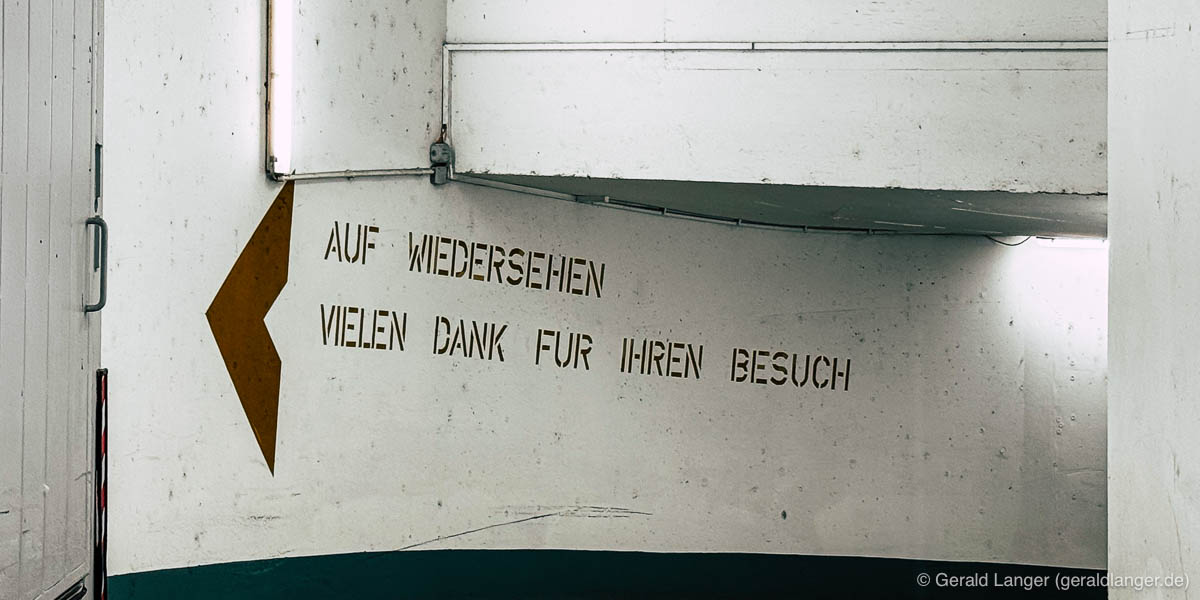 AUF WIEDERSEHEN
VIELEN DANK FUR IHREN BESUCH
© Gerald Langer (geraldlanger.de)